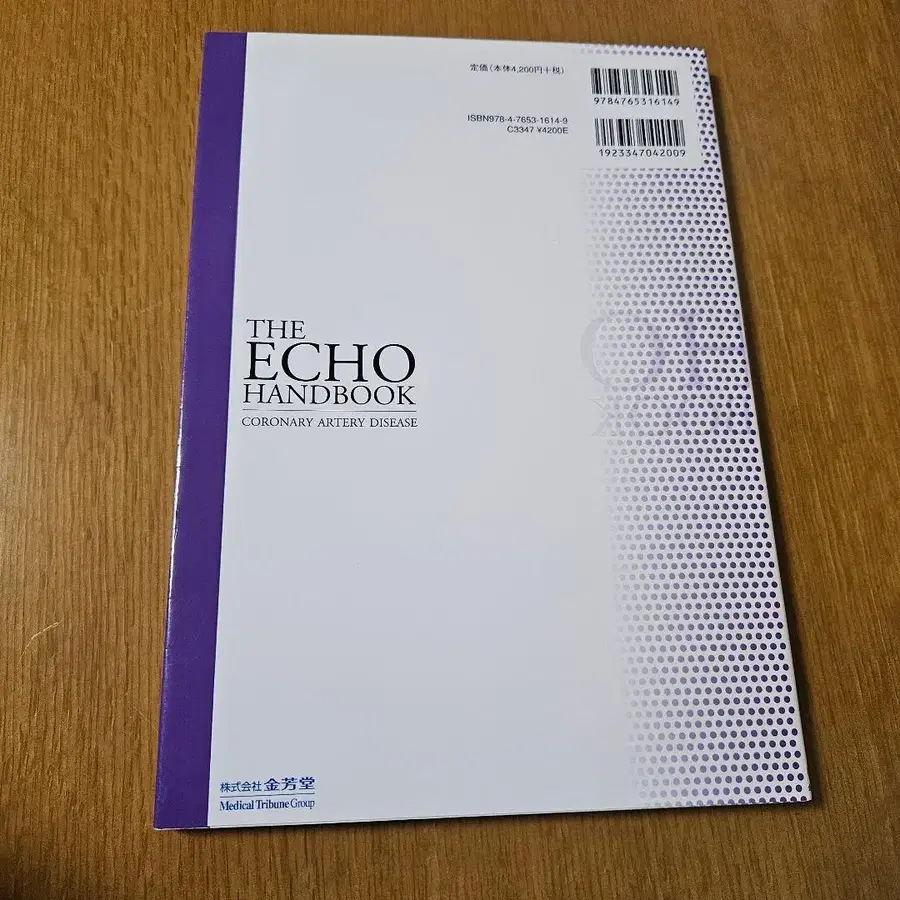 定価(本体4,200円+税)
9784765316149
ISBN978-4-7653-1614-9
C3347 ¥4200E
1923347042009
THE
ECHO
HANDBOOK
CORONARY ARTERY DISEASE
株式会社 金芳堂
Medical Tribune Group